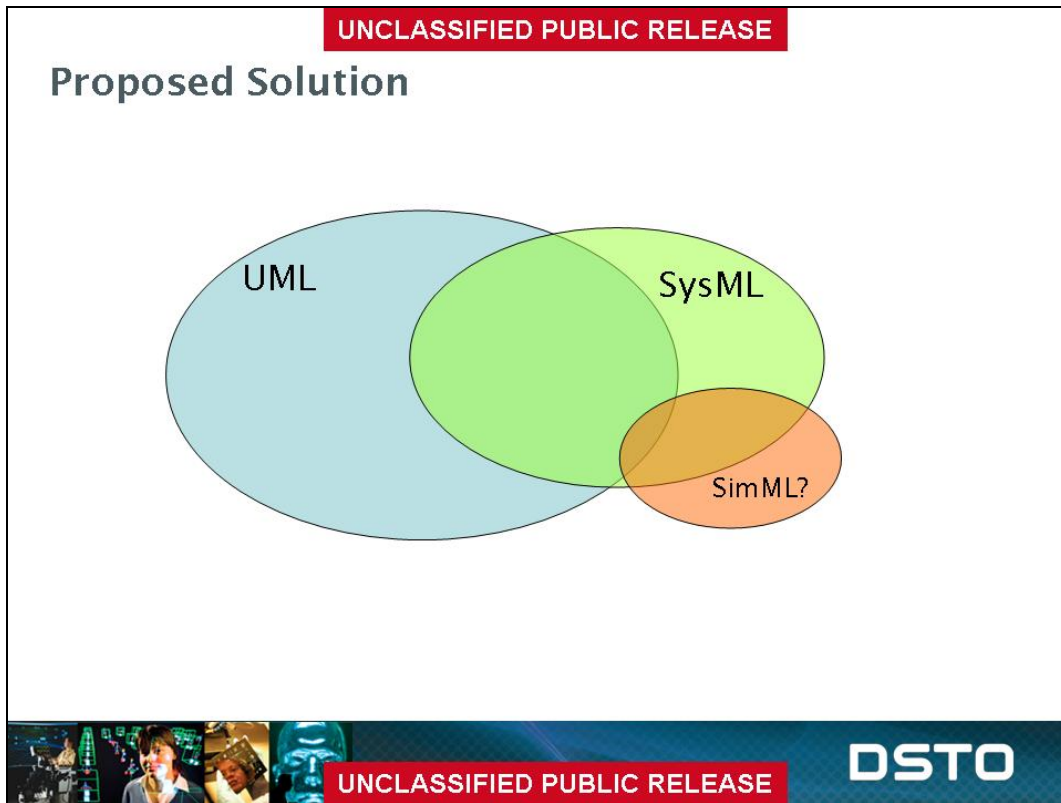 UNCLASSIFIED PUBLIC RELEASE
Proposed Solution
UML
SysML
SimML?
DSTO
UNCLASSIFIED PUBLIC RELEASE